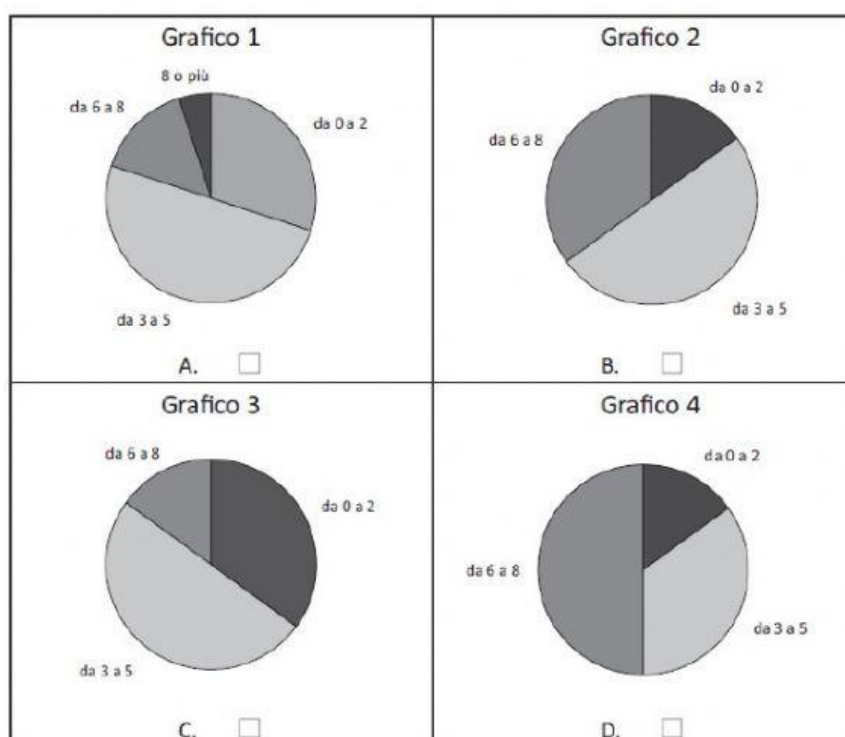 Grafico 1
8 o più
da 6 a 8
da 0 a 2
da 3 a 5
A.
Grafico 2
da 0 a 2
da 6 a 8
da 3 a 5
B.
Grafico 3
da 6 a 8
da 0 a 2
da 3 a 5
C.
Grafico 4
da 0 a 2
da 6 a 8
da 3 a 5
D.